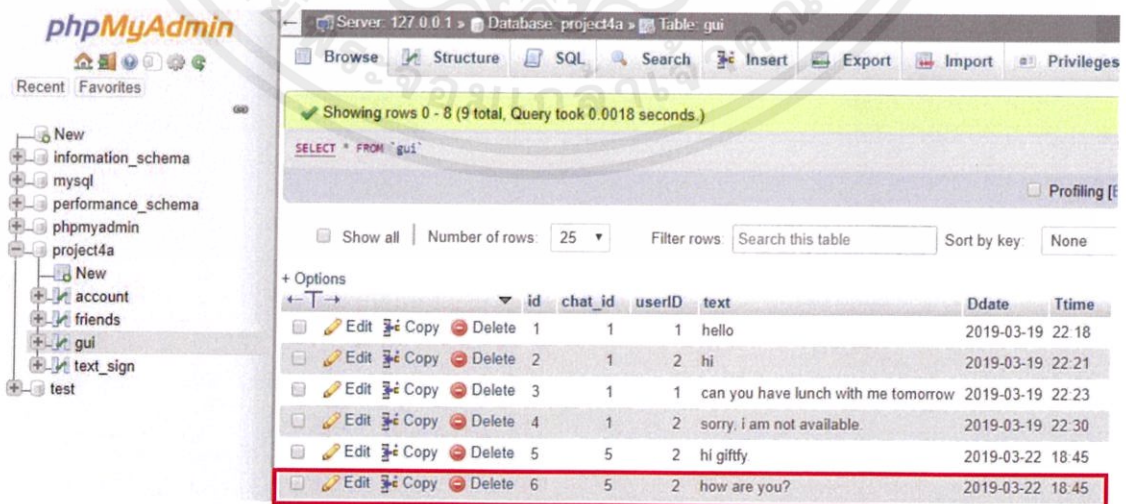 phpMyAdmin
Recent Favorites
New
information_schema
mysql
performance_schema
phpmyadmin
project4a
New
account
friends
gui
text_sign
test
Server: 127.0.0.1 » Database: project4a » Table: gui
Browse Structure SQL Search Insert Export Import Privileges
Showing rows 0 - 8 (9 total, Query took 0.0018 seconds.)
SELECT * FROM `gui`
Profiling [
Show all Number of rows: 25 Filter rows: Search this table Sort by key: None
+ Options
id chat_id userID text Ddate Ttime
Edit Copy Delete 1 1 1 hello 2019-03-19 22:18
Edit Copy Delete 2 1 2 hi 2019-03-19 22:21
Edit Copy Delete 3 1 1 can you have lunch with me tomorrow 2019-03-19 22:23
Edit Copy Delete 4 1 2 sorry, i am not available. 2019-03-19 22:30
Edit Copy Delete 5 5 2 hi giftfy. 2019-03-22 18:45
Edit Copy Delete 6 5 2 how are you? 2019-03-22 18:45